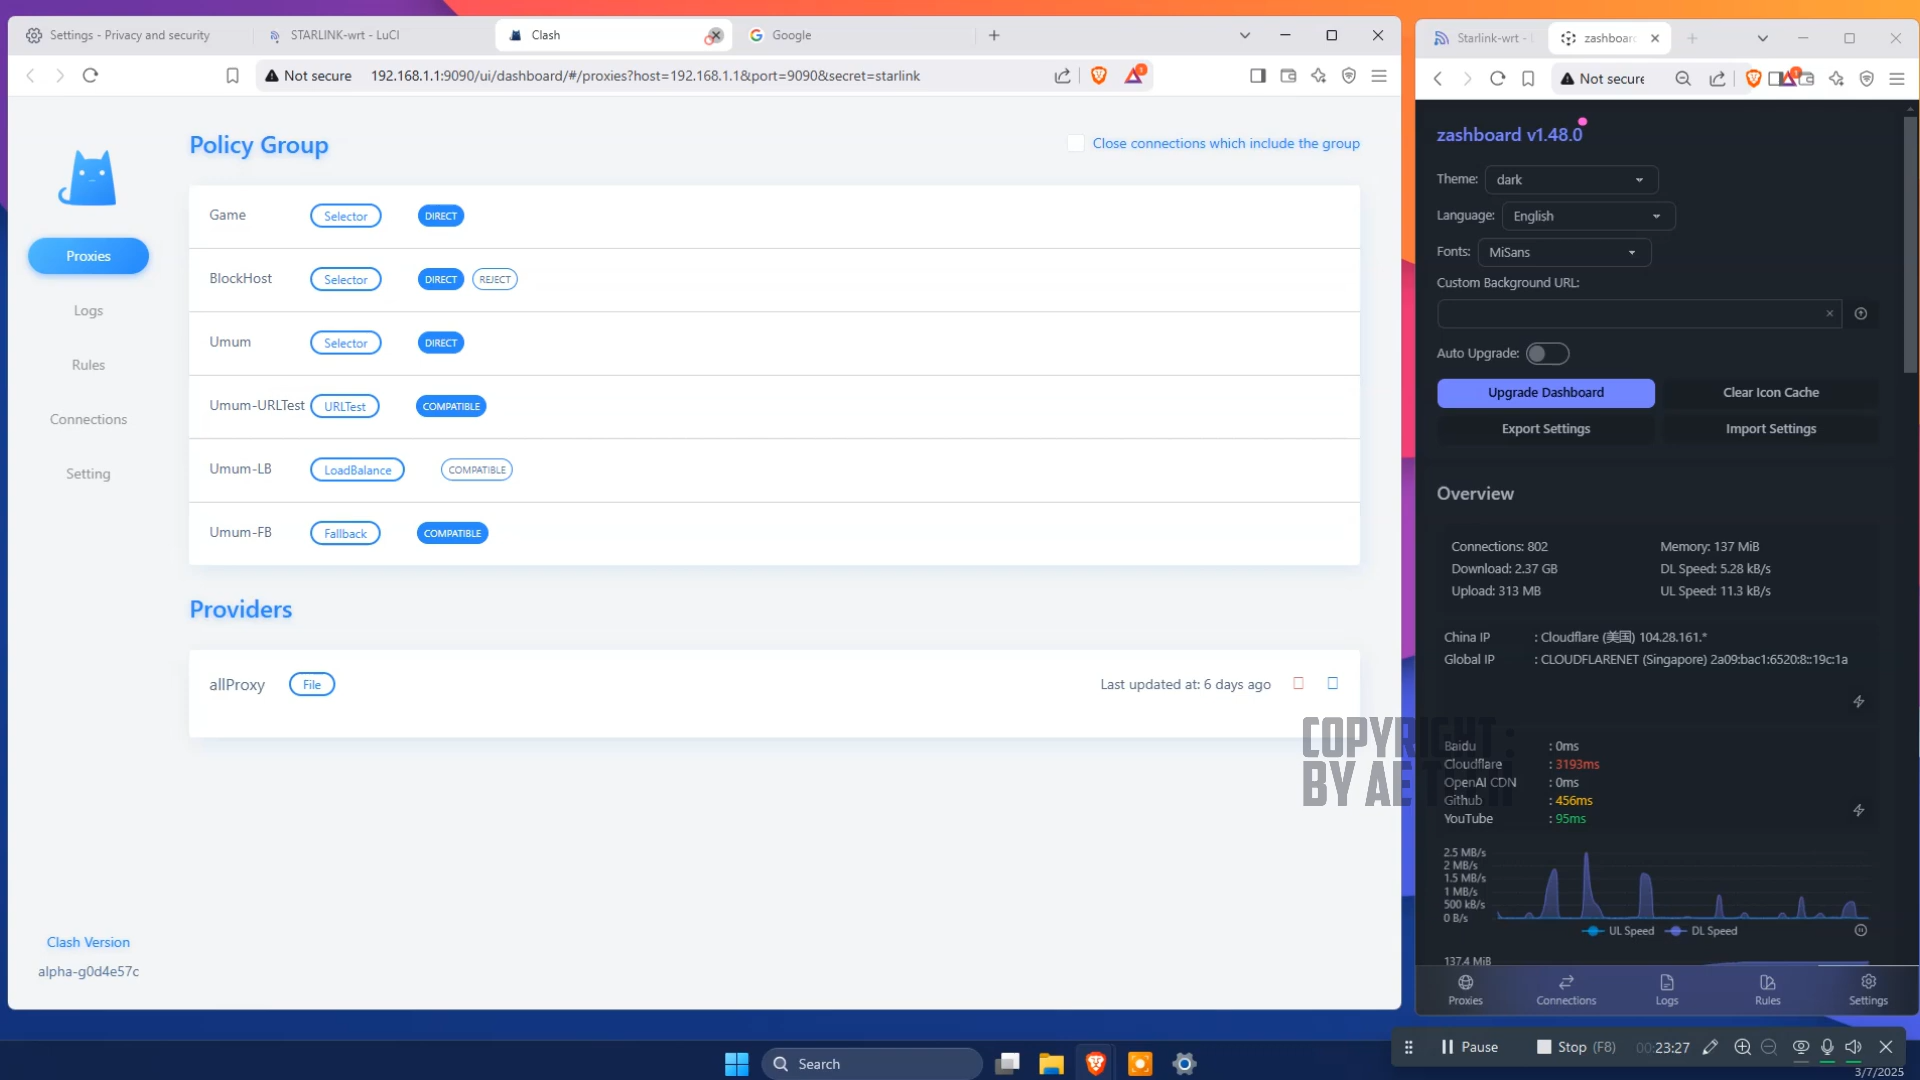 Settings - Privacy and security
STARLINK-wrt - LuCI
Clash
Google
Not secure
192.168.1.1:9090/ui/dashboard/#/proxies?host=192.168.1.1&port=9090&secret=starlink
Policy Group
Close connections which include the group
Game Selector DIRECT
BlockHost Selector DIRECT REJECT
Umum Selector DIRECT
Umum-URLTest URLTest COMPATIBLE
Umum-LB LoadBalance COMPATIBLE
Umum-FB Fallback COMPATIBLE
Proxies
Logs
Rules
Connections
Setting
Providers
allProxy File Last updated at: 6 days ago
Clash Version
alpha-g0d4e57c
Starlink-wrt -
zashboar
Not secure
zashboard v1.48.0
Theme: dark
Language: English
Fonts: MiSans
Custom Background URL:
Auto Upgrade:
Upgrade Dashboard Clear Icon Cache
Export Settings Import Settings
Overview
Connections: 802 Memory: 137 MiB
Download: 2.37 GB DL Speed: 5.28 kB/s
Upload: 313 MB UL Speed: 11.3 kB/s
China IP : Cloudflare (美国) 104.28.161.*
Global IP : CLOUDFLARENET (Singapore) 2a09:bac1:6520:8::19c:1a
COPYRIGHT :
BY AE
Baidu : 0ms
Cloudflare : 3193ms
OpenAI CDN : 0ms
Github : 456ms
YouTube : 95ms
2.5 MB/s
2 MB/s
1.5 MB/s
1 MB/s
500 kB/s
0 B/s
UL Speed DL Speed
137.4 MiB
Proxies Connections Logs Rules Settings
Search
Pause Stop (F8) 00:23:27
3/7/2025